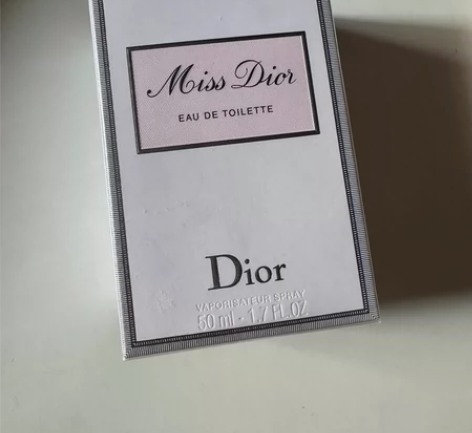 Miss Dior
EAU DE TOILETTE
Dior
VAPORISATEUR SPRAY
50 ml - 1.7 FL.OZ